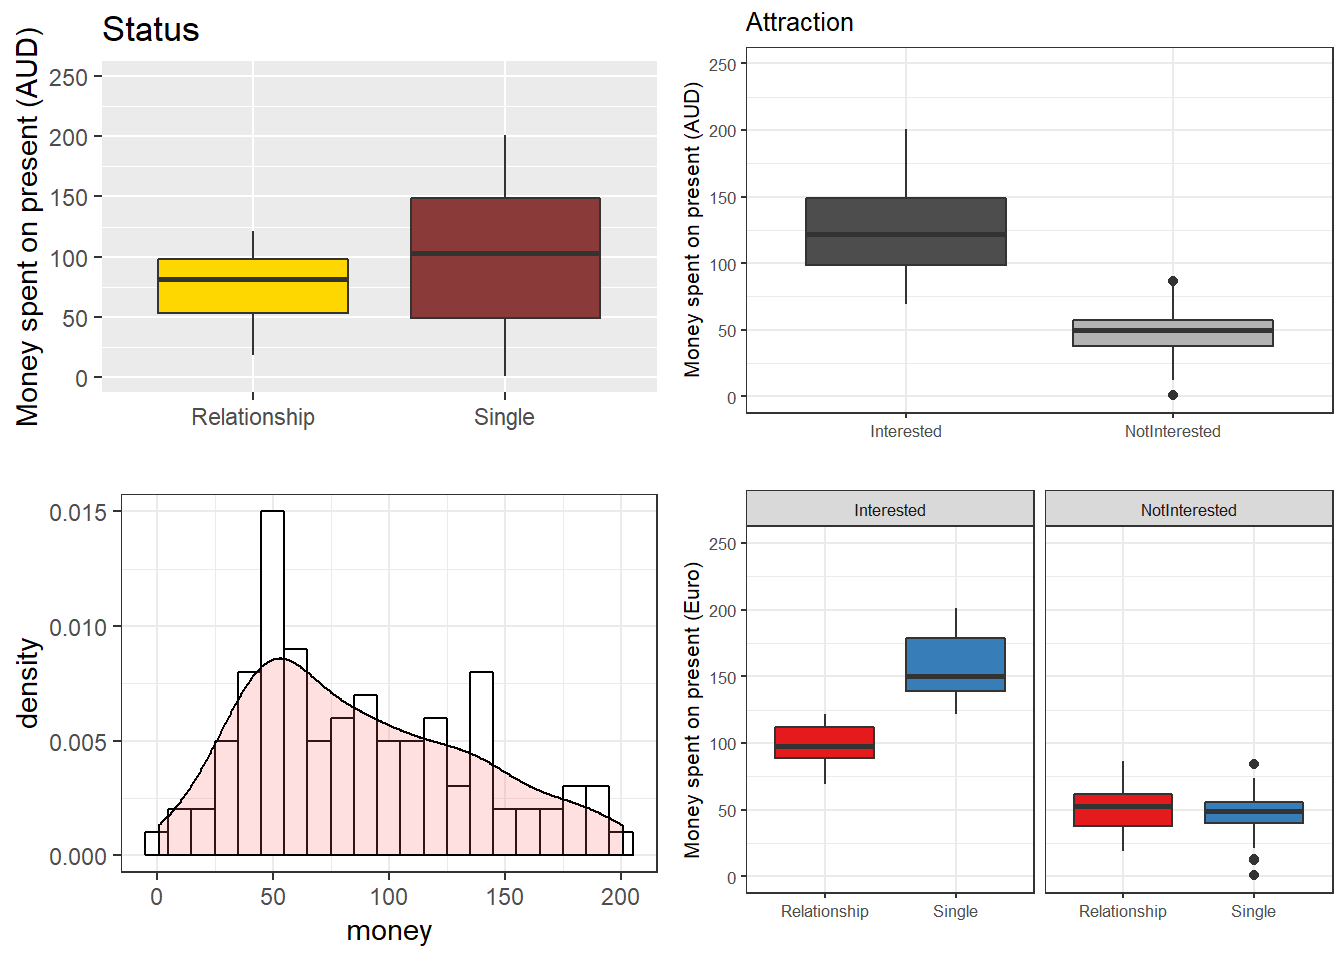 Status
Money spent on present (AUD)
250
200
150
100
50
0
Relationship Single
Attraction
Money spent on present (AUD)
250
200
150
100
50
0
Interested NotInterested
density
0.015
0.010
0.005
0.000
0 50 100 150 200
money
Interested NotInterested
Money spent on present (Euro)
250
200
150
100
50
0
Relationship Single Relationship Single